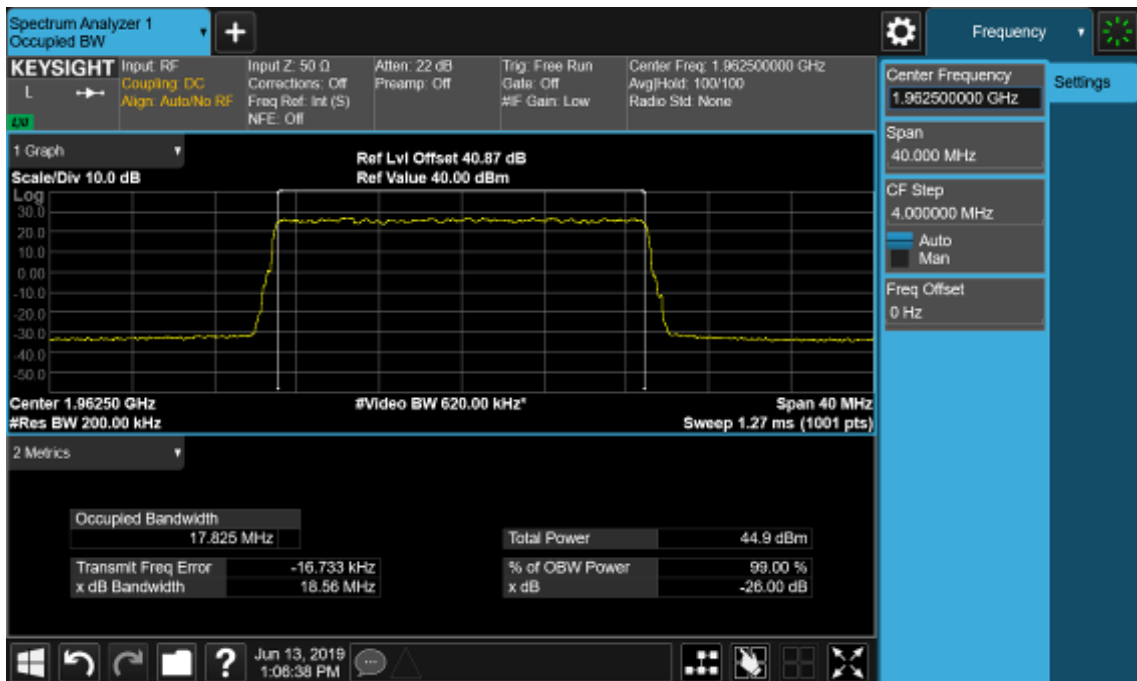 Spectrum Analyzer 1
Occupied BW
+
Frequency
KEYSIGHT
L
Input: RF
Coupling: DC
Align: Auto/No RF
Input Z: 50 Ω
Corrections: Off
Freq Ref: Int (S)
NFE: Off
Atten: 22 dB
Preamp: Off
Trig: Free Run
Gate: Off
#IF Gain: Low
Center Freq: 1.962500000 GHz
Avg|Hold: 100/100
Radio Std: None
Center Frequency
1.962500000 GHz
Settings
Span
40.000 MHz
CF Step
4.000000 MHz
Auto
Man
Freq Offset
0 Hz
1 Graph
Scale/Div 10.0 dB
Ref Lvl Offset 40.87 dB
Ref Value 40.00 dBm
Log
30.0
20.0
10.0
0.00
-10.0
-20.0
-30.0
-40.0
-50.0
Center 1.96250 GHz
#Video BW 620.00 kHz*
Span 40 MHz
#Res BW 200.00 kHz
Sweep 1.27 ms (1001 pts)
2 Metrics
Occupied Bandwidth
17.825 MHz
Total Power 44.9 dBm
Transmit Freq Error -16.733 kHz
% of OBW Power 99.00 %
x dB Bandwidth 18.56 MHz
x dB -26.00 dB
?
Jun 13, 2019
1:06:38 PM